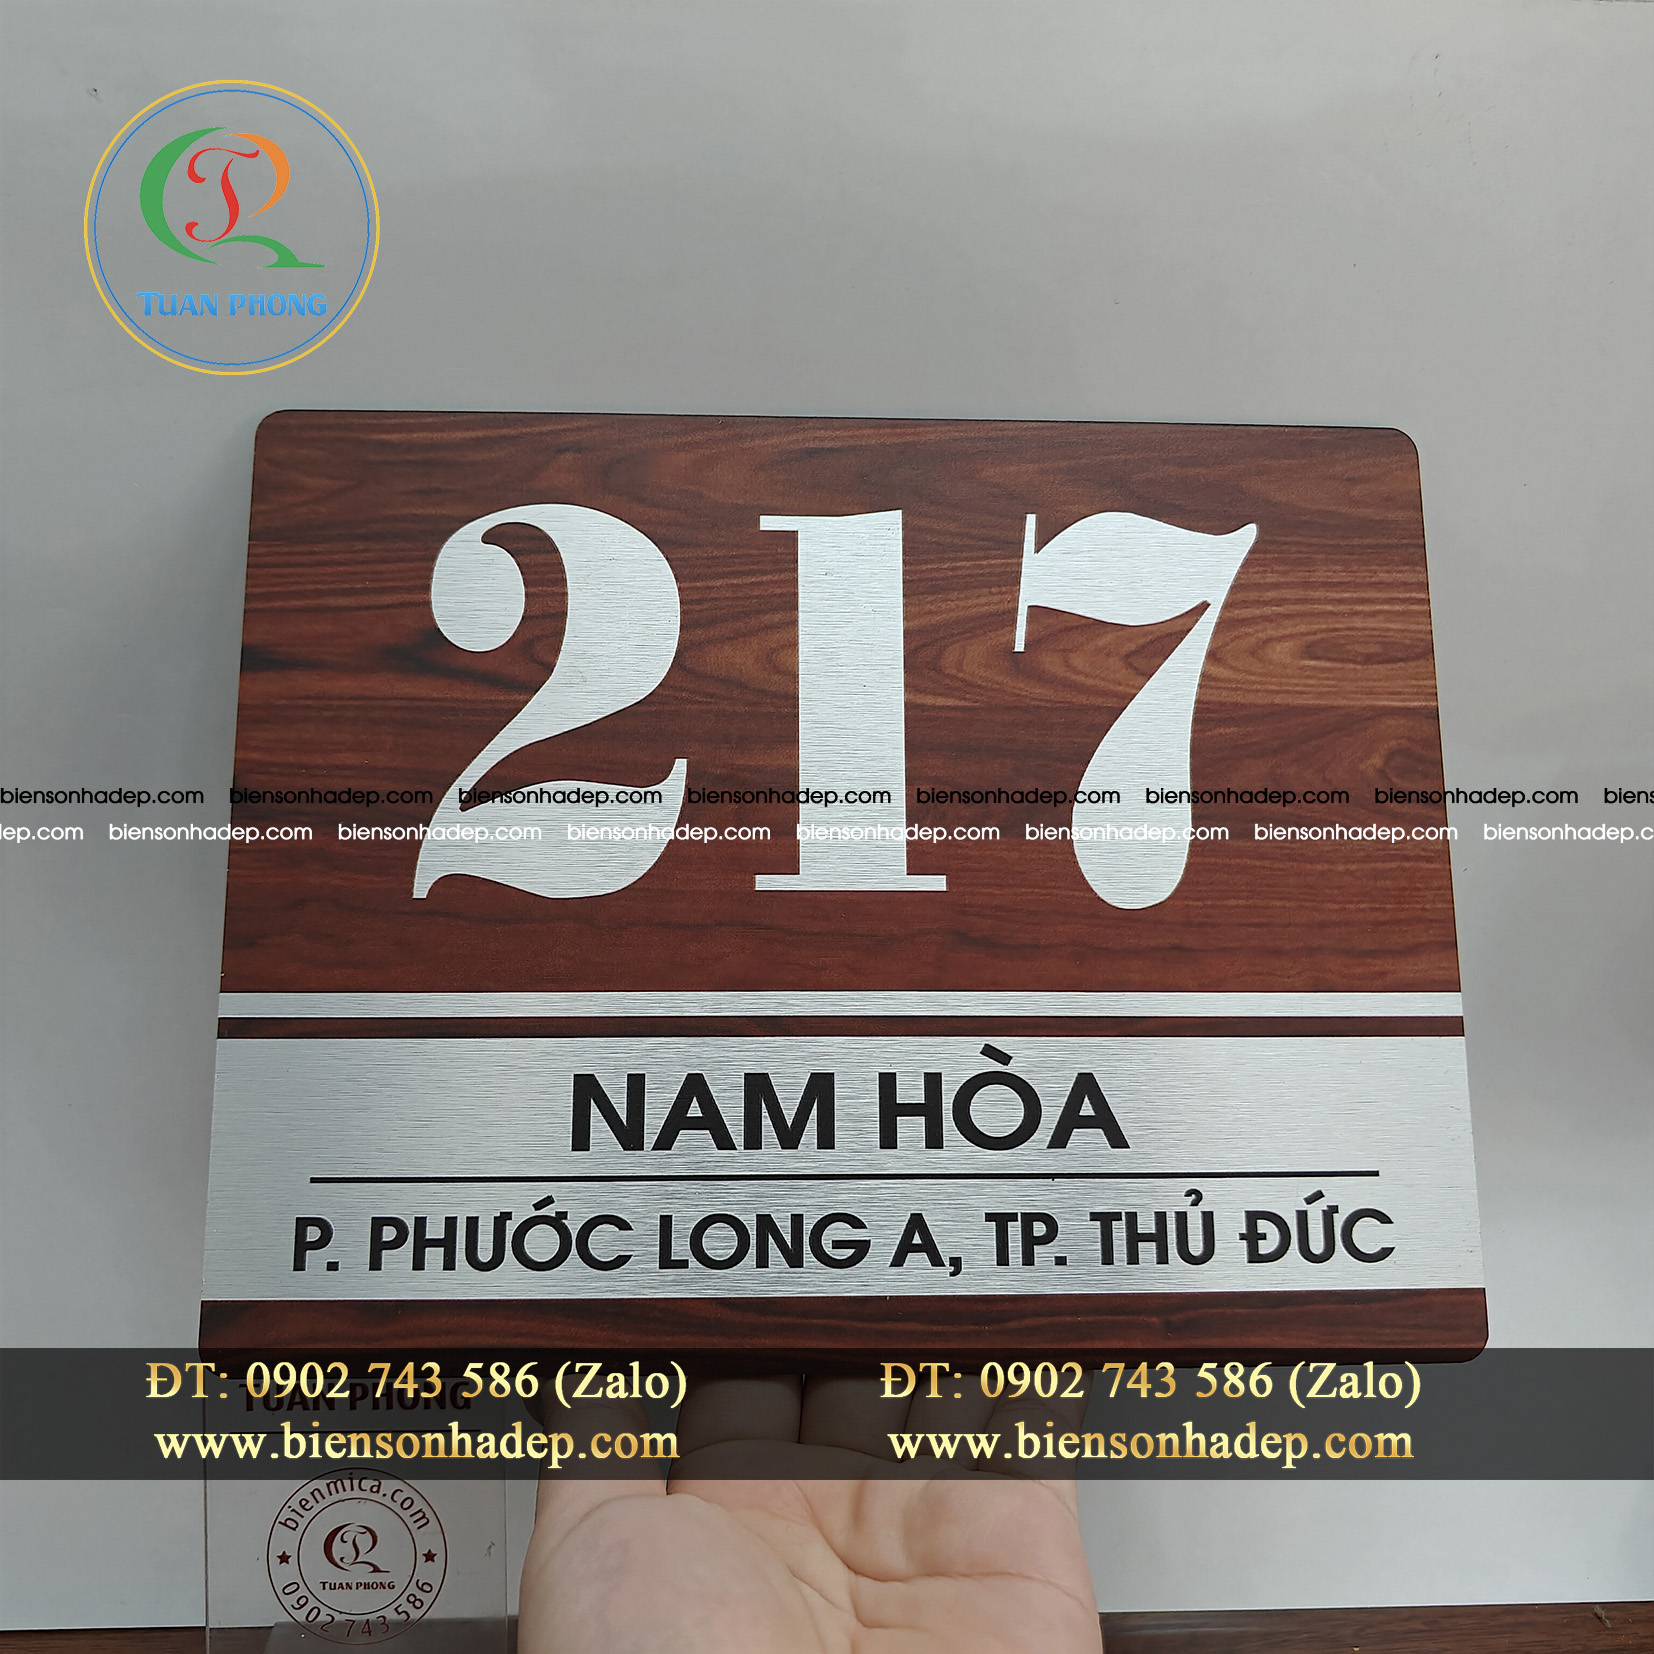 TUAN PHONG
217
biensonhadep.com biensonhadep.com biensonhadep.com biensonhadep.com biensonhadep.com biensonhadep.com biensonhadep.com
biensonhadep.com biensonhadep.com biensonhadep.com biensonhadep.com biensonhadep.com biensonhadep.com
NAM HÒA
P. PHƯỚC LONG A, TP. THỦ ĐỨC
ĐT: 0902 743 586 (Zalo) ĐT: 0902 743 586 (Zalo)
TUAN PHONG
www.biensonhadep.com www.biensonhadep.com
bienmica.com
TUAN PHONG
0902 743 586